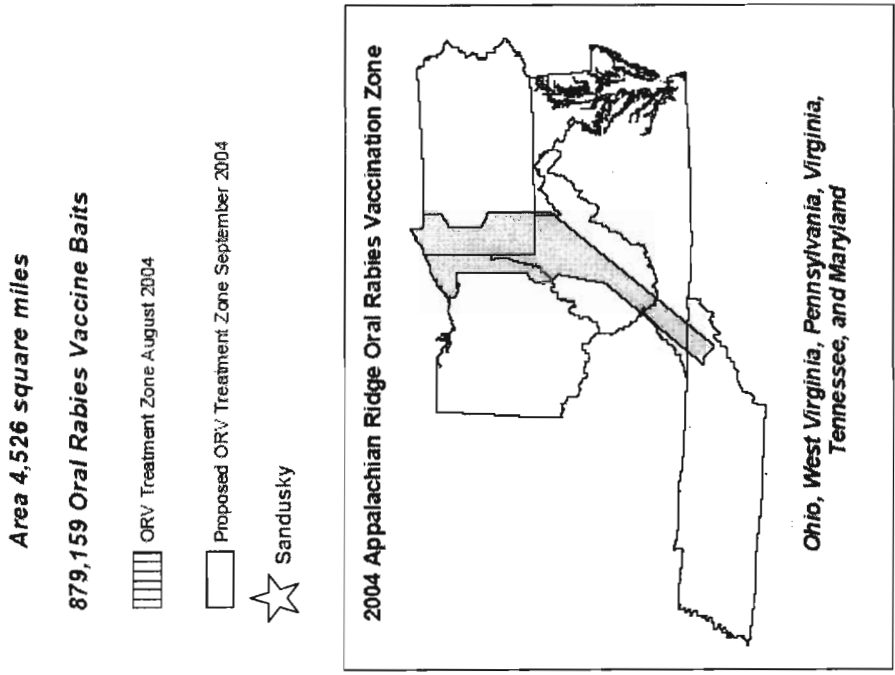 Area 4,526 square miles
879,159 Oral Rabies Vaccine Baits
ORV Treatment Zone August 2004
Proposed ORV Treatment Zone September 2004
Sandusky
2004 Appalachian Ridge Oral Rabies Vaccination Zone
Ohio, West Virginia, Pennsylvania, Virginia,
Tennessee, and Maryland